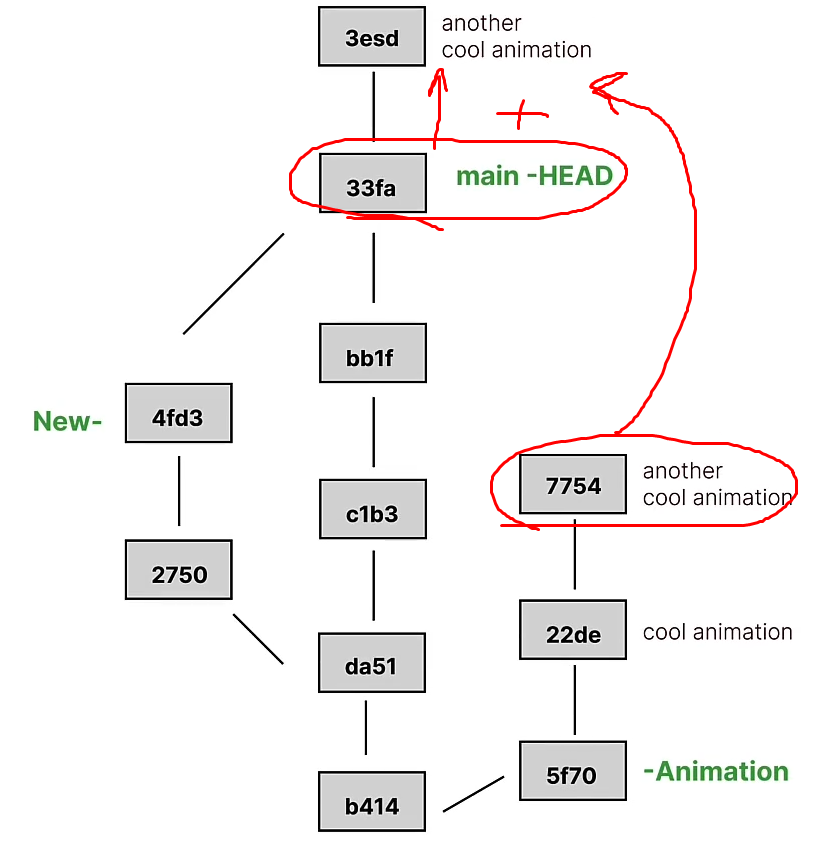 3esd
another
cool animation
+
33fa
main -HEAD
bb1f
New-
4fd3
7754
another
cool animation
c1b3
2750
22de
cool animation
da51
5f70
-Animation
b414